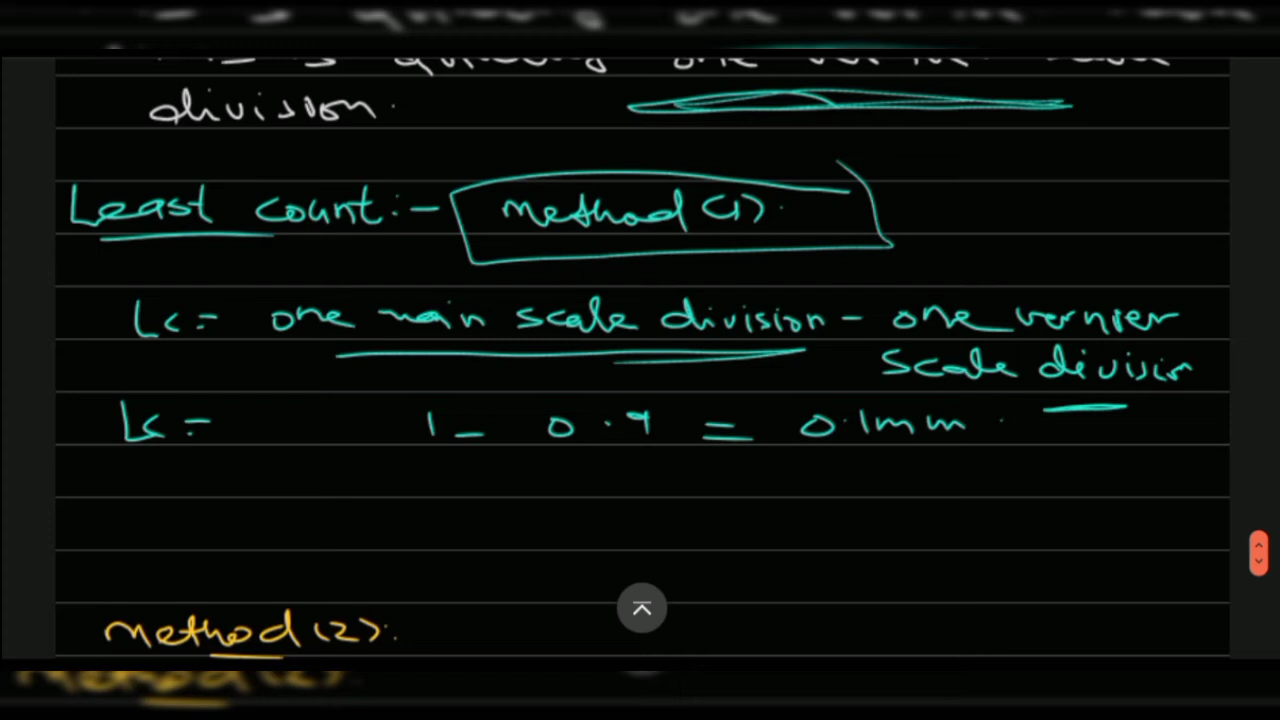 division.
Least count:- method (1).
Lc = one main scale division - one vernier
scale division
Lc = 1 - 0.9 = 0.1mm.
method (2).